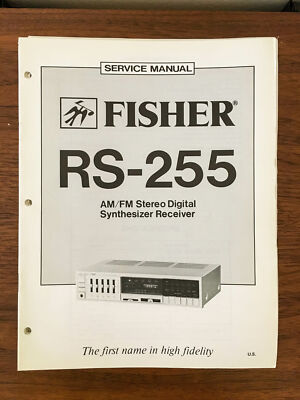 SERVICE MANUAL
FISHER®
RS-255
AM/FM Stereo Digital
Synthesizer Receiver
The first name in high fidelity
U.S.